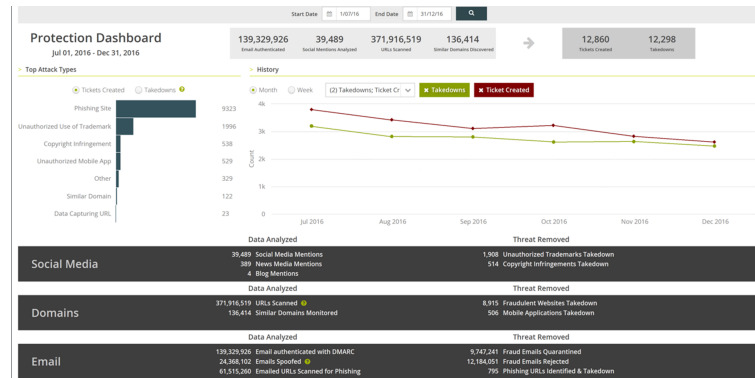 Start Date 1/07/16 End Date 31/12/16
Protection Dashboard
Jul 01, 2016 - Dec 31, 2016
139,329,926 39,489 371,916,519 136,414 12,860 12,298
Email Authenticated Social Mentions Analyzed URLs Scanned Similar Domains Discovered Tickets Created Takedowns
Top Attack Types
Tickets Created Takedowns
Phishing Site 9323
Unauthorized Use of Trademark 1996
Copyright Infringement 538
Unauthorized Mobile App 529
Other 329
Similar Domain 122
Data Capturing URL 23
History
Month Week (2) Takedowns; Ticket Cr Takedowns Ticket Created
4k
3k
2k
1k
0
Count
Jul 2016 Aug 2016 Sep 2016 Oct 2016 Nov 2016 Dec 2016
Data Analyzed Threat Removed
Social Media
39,489 Social Media Mentions 1,908 Unauthorized Trademarks Takedown
389 News Media Mentions 514 Copyright Infringements Takedown
4 Blog Mentions
Data Analyzed Threat Removed
Domains
371,916,519 URLs Scanned 8,915 Fraudulent Websites Takedown
136,414 Similar Domains Monitored 506 Mobile Applications Takedown
Data Analyzed Threat Removed
Email
139,329,926 Email authenticated with DMARC 9,747,241 Fraud Emails Quarantined
24,368,102 Emails Spoofed 12,184,051 Fraud Emails Rejected
61,515,260 Emailed URLs Scanned for Phishing 795 Phishing URLs Identified & Takedown